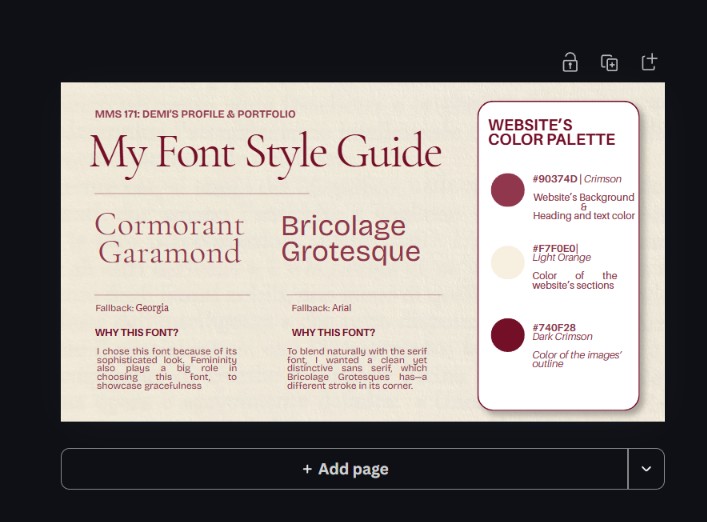 MMS 171: DEMI'S PROFILE & PORTFOLIO
My Font Style Guide
Cormorant
Garamond
Fallback: Georgia
WHY THIS FONT?
I chose this font because of its
sophisticated look. Femininity
also plays a big role in
choosing this font, to
showcase gracefulness
Bricolage
Grotesque
Fallback: Arial
WHY THIS FONT?
To blend naturally with the serif
font, I wanted a clean yet
distinctive sans serif, which
Bricolage Grotesques has—a
different stroke in its corner.
WEBSITE'S
COLOR PALETTE
#90374D | Crimson
Website's Background
&
Heading and text color
#F7F0E0|
Light Orange
Color of the
website's sections
#740F28
Dark Crimson
Color of the images'
outline
+ Add page